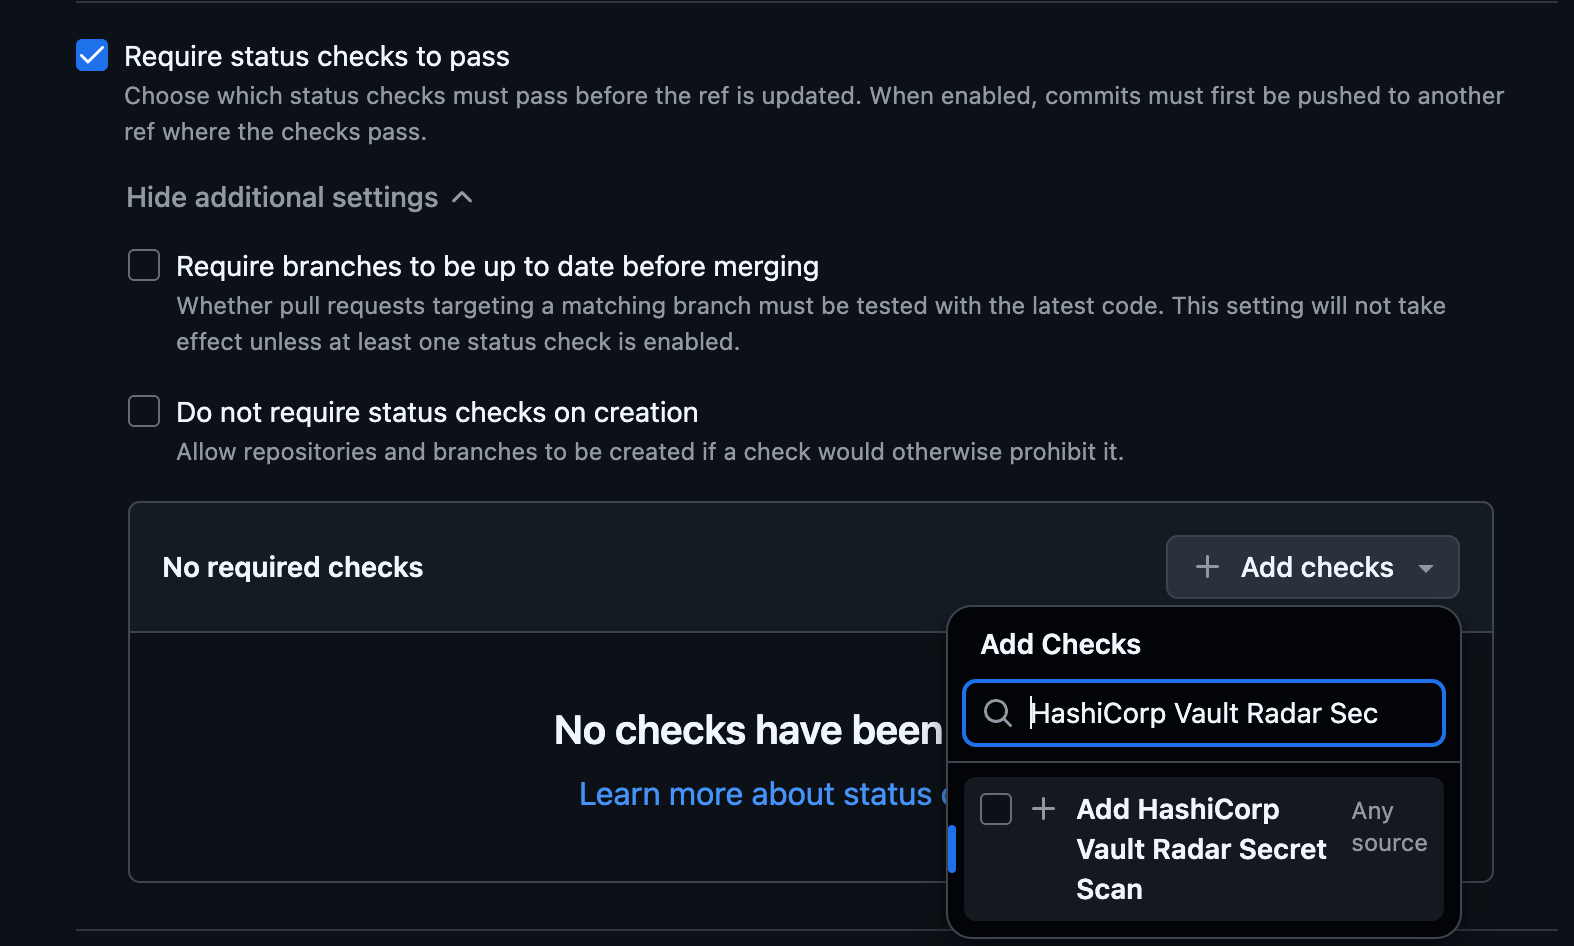 Require status checks to pass
Choose which status checks must pass before the ref is updated. When enabled, commits must first be pushed to another
ref where the checks pass.
Hide additional settings
Require branches to be up to date before merging
Whether pull requests targeting a matching branch must be tested with the latest code. This setting will not take
effect unless at least one status check is enabled.
Do not require status checks on creation
Allow repositories and branches to be created if a check would otherwise prohibit it.
No required checks
Add checks
No checks have been
Learn more about status
Add Checks
HashiCorp Vault Radar Sec
Add HashiCorp
Vault Radar Secret
Scan
Any
source